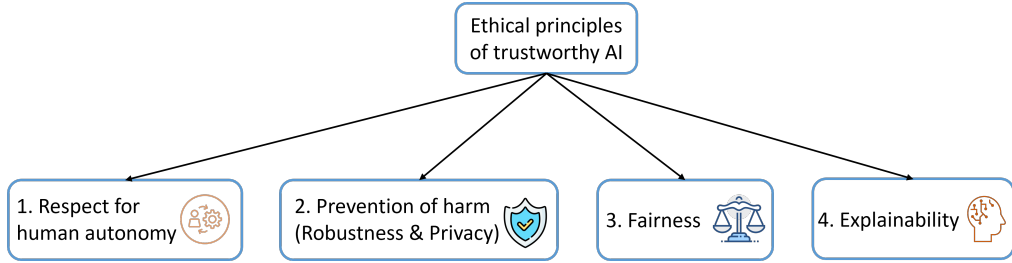 Ethical principles
of trustworthy AI
1. Respect for
human autonomy
2. Prevention of harm
(Robustness & Privacy)
3. Fairness
4. Explainability